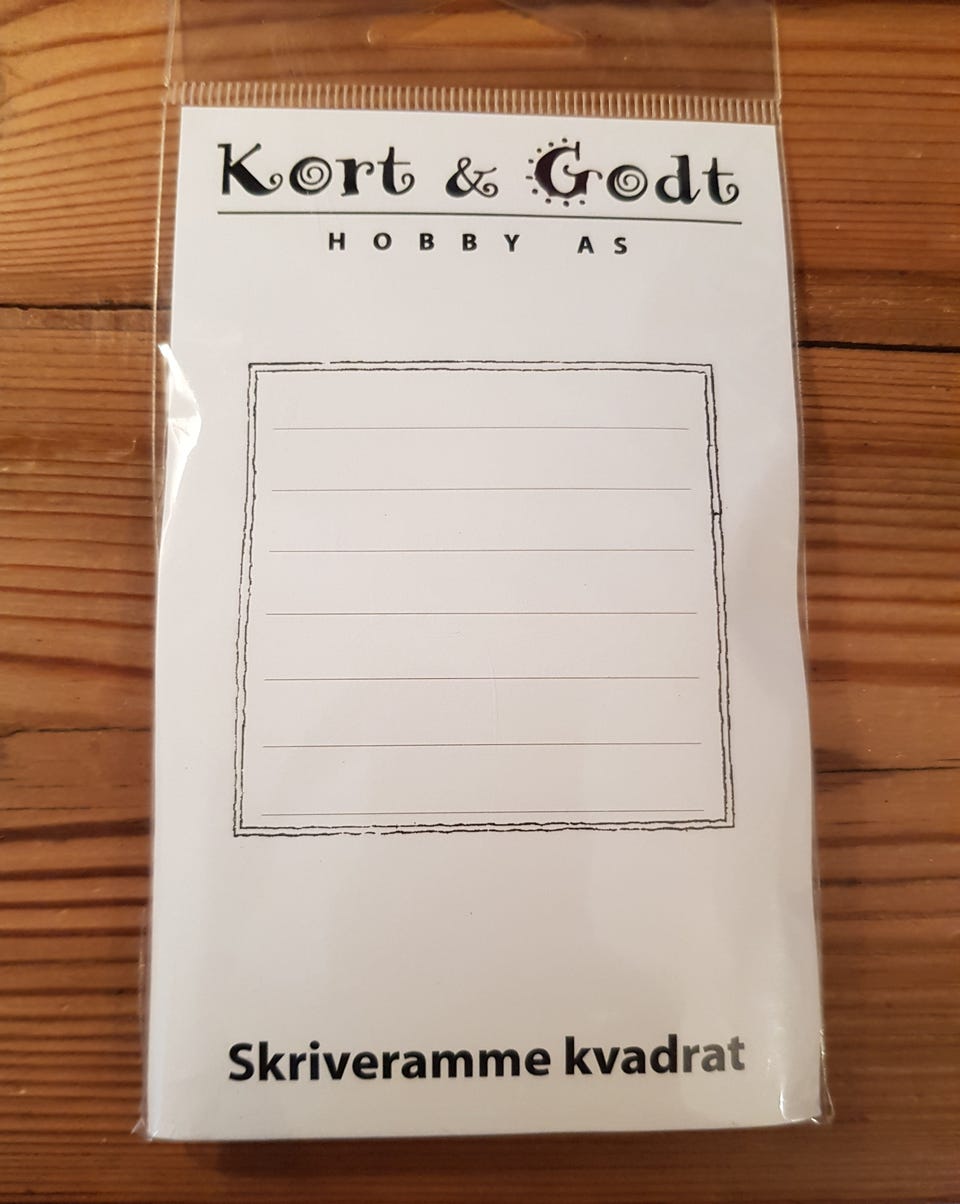 Kort & Godt
HOBBY AS
Skriveramme kvadrat